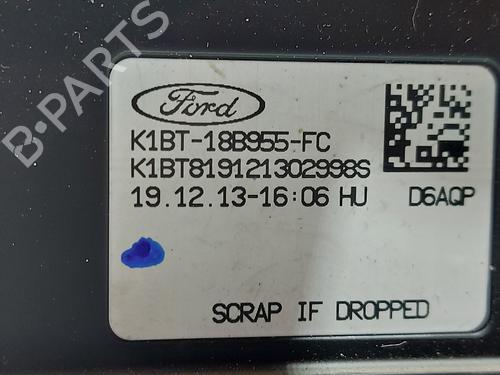 B-PARTS
Ford
K1BT-18B955-FC
K1BT819121302998S
19.12.13-16:06 HU D6AQP
SCRAP IF DROPPED